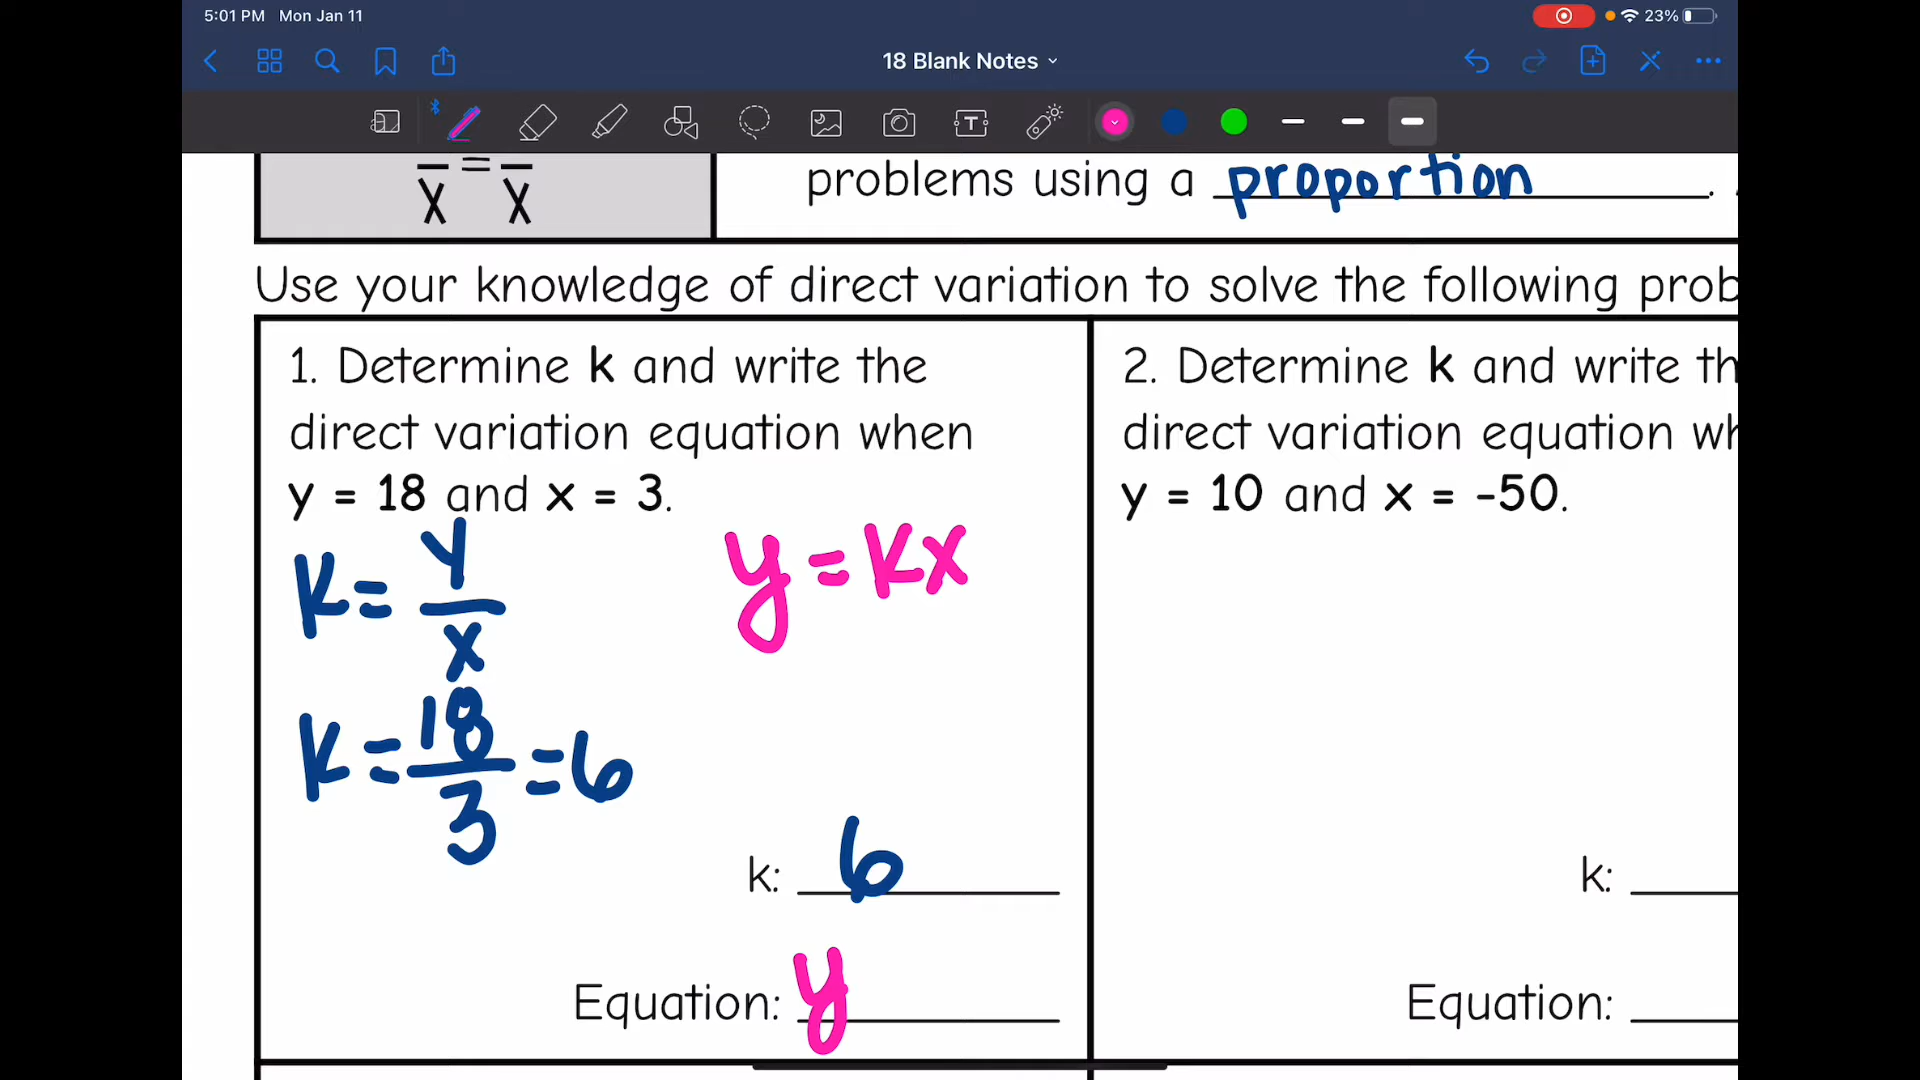 5:01 PM Mon Jan 11
23%
18 Blank Notes
T
— = —
x x
problems using a proportion.
Use your knowledge of direct variation to solve the following prob
1. Determine k and write the
direct variation equation when
y = 18 and x = 3.
k = y/x
y = kx
k = 18/3 = 6
k: 6
Equation: y
2. Determine k and write th
direct variation equation wh
y = 10 and x = -50.
k:
Equation: